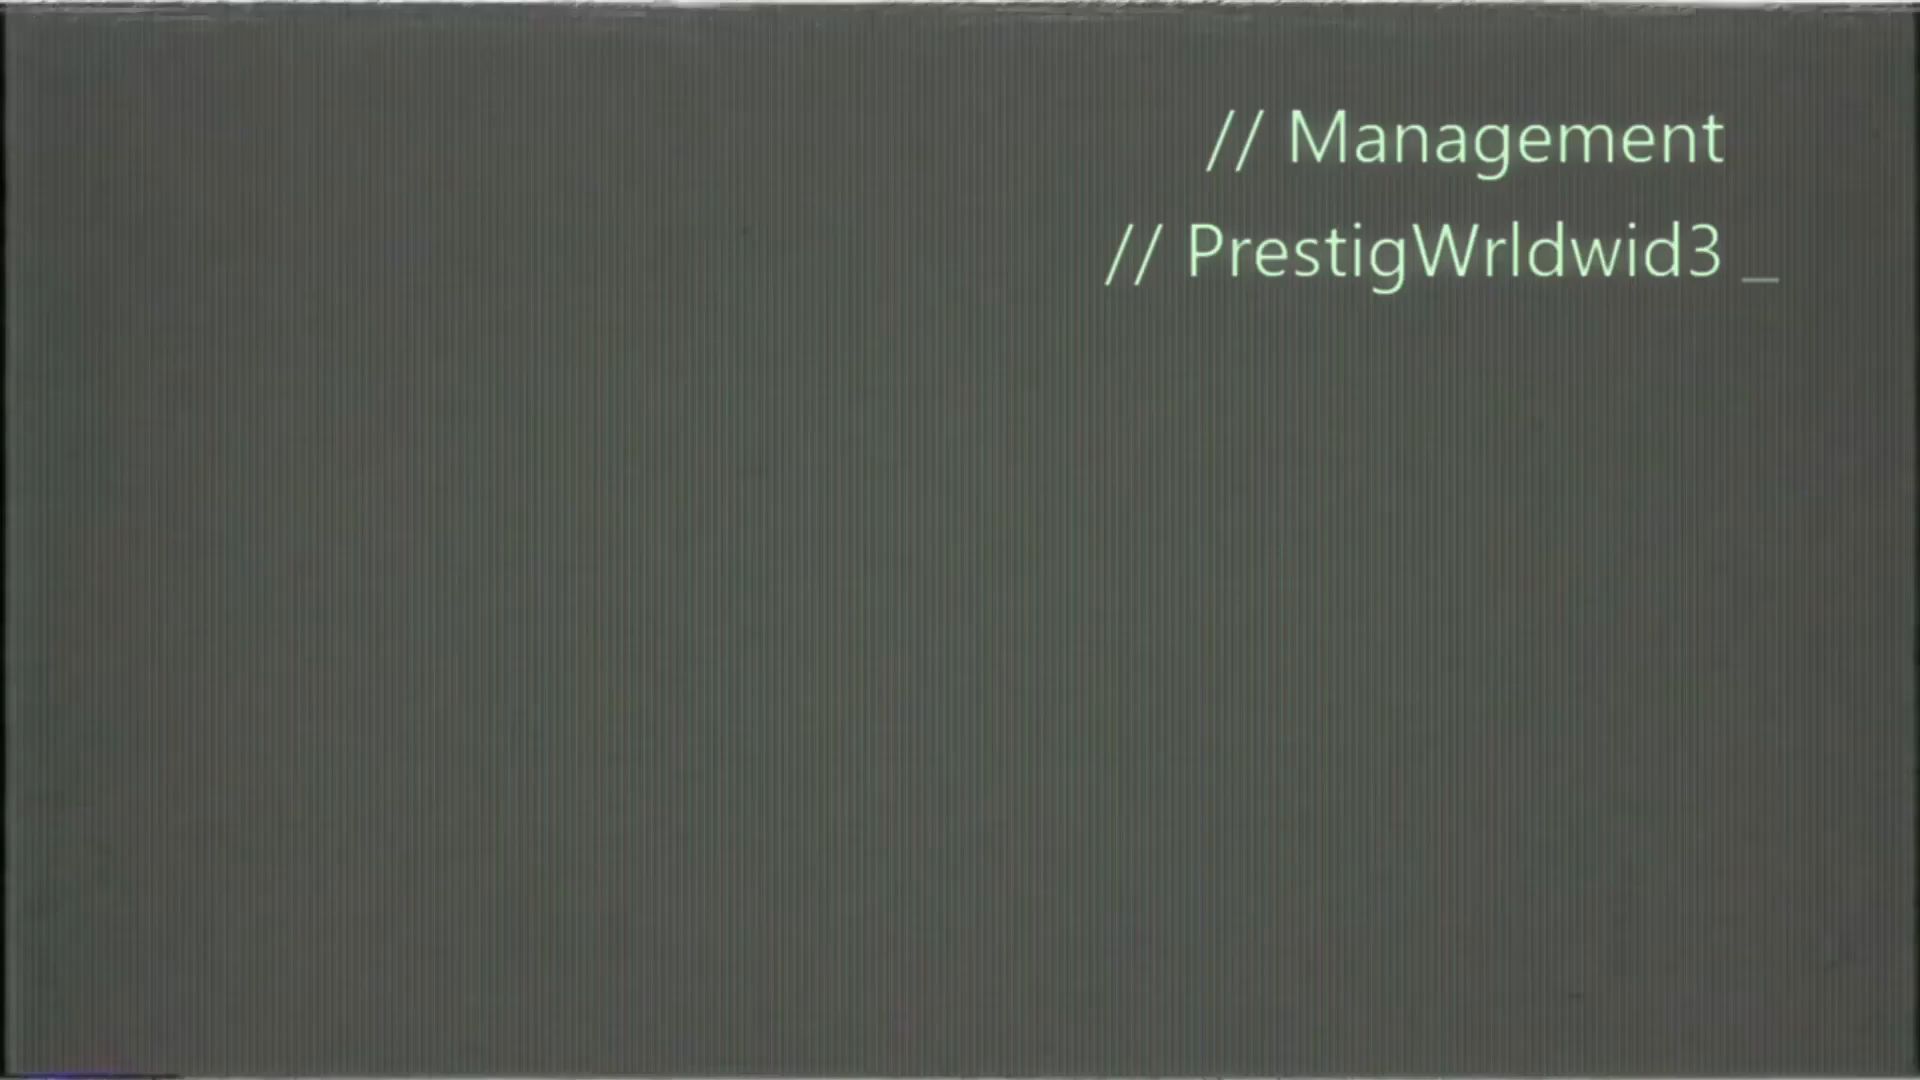 // Management
// PrestigWrldwid3 _